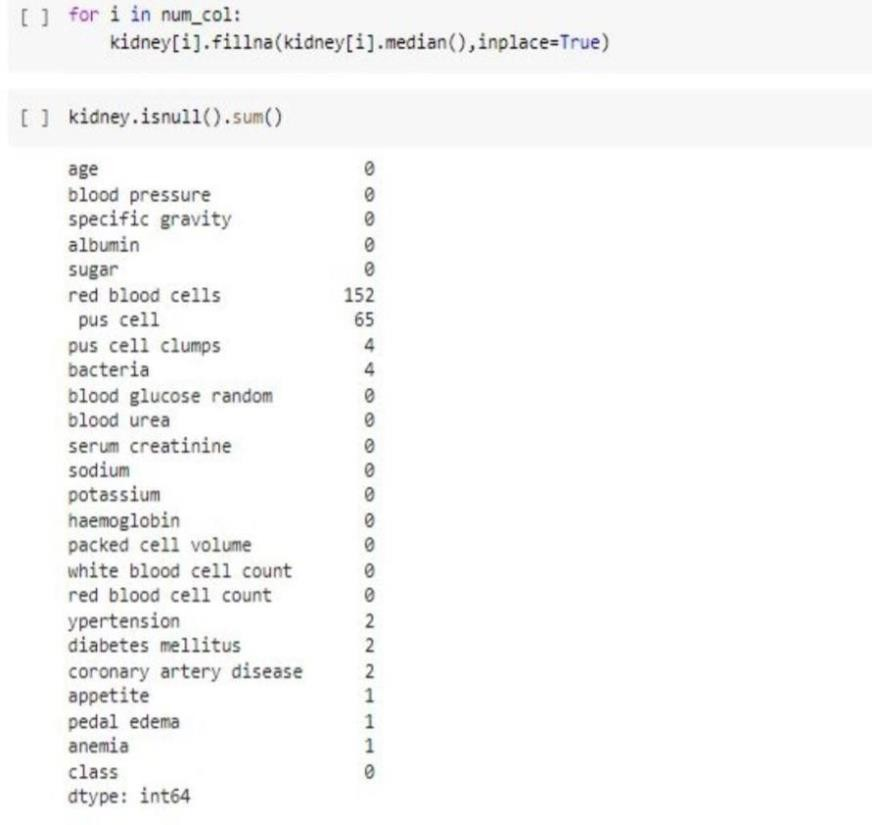 [ ] for i in num_col:
kidney[i].fillna(kidney[i].median(),inplace=True)
[ ] kidney.isnull().sum()
age 0
blood pressure 0
specific gravity 0
albumin 0
sugar 0
red blood cells 152
pus cell 65
pus cell clumps 4
bacteria 4
blood glucose random 0
blood urea 0
serum creatinine 0
sodium 0
potassium 0
haemoglobin 0
packed cell volume 0
white blood cell count 0
red blood cell count 0
ypertension 2
diabetes mellitus 2
coronary artery disease 2
appetite 1
pedal edema 1
anemia 1
class 0
dtype: int64